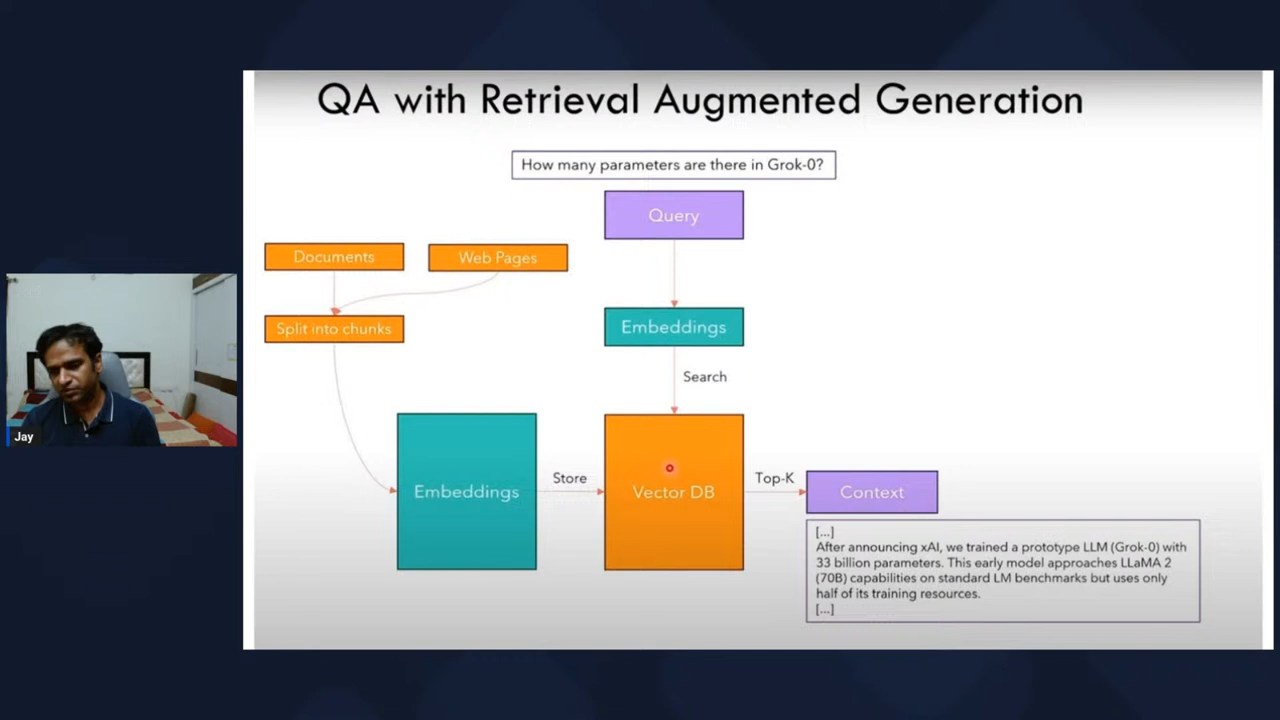 QA with Retrieval Augmented Generation
How many parameters are there in Grok-0?
Query
Documents
Web Pages
Split into chunks
Embeddings
Search
Embeddings
Store
Vector DB
Top-K
Context
[...]
After announcing xAI, we trained a prototype LLM (Grok-0) with
33 billion parameters. This early model approaches LLaMA 2
(70B) capabilities on standard LM benchmarks but uses only
half of its training resources.
[...]
Jay